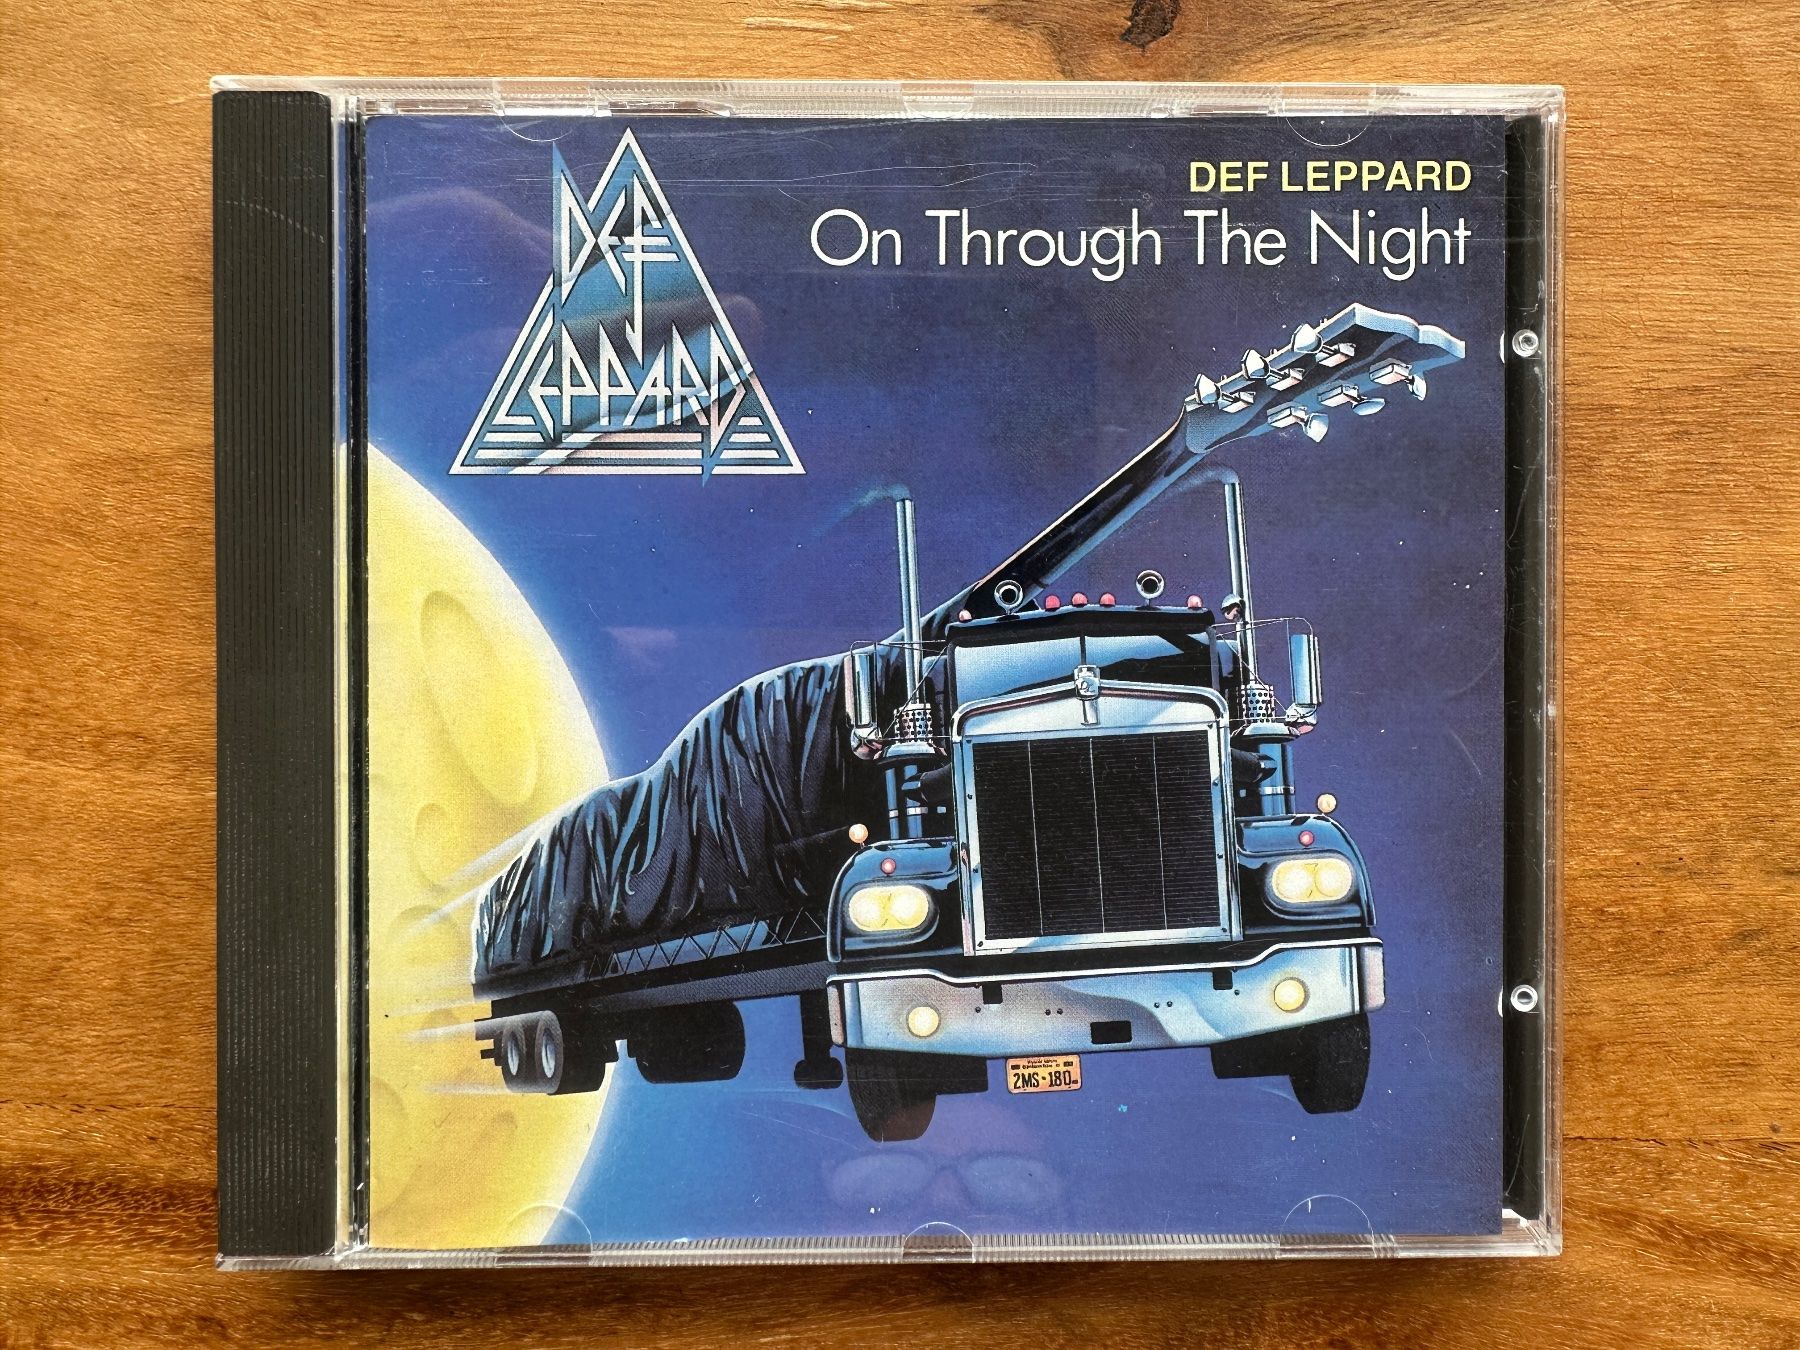 DEF
LEPPARD
DEF LEPPARD
On Through The Night
2MS-180